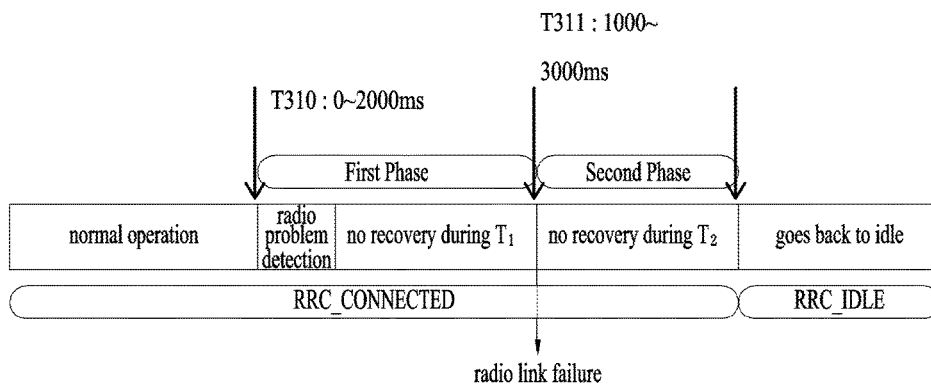 T311 : 1000~
3000ms
T310 : 0~2000ms
First Phase
Second Phase
normal operation
radio
problem
detection
no recovery during T₁
no recovery during T₂
goes back to idle
RRC_CONNECTED
RRC_IDLE
radio link failure